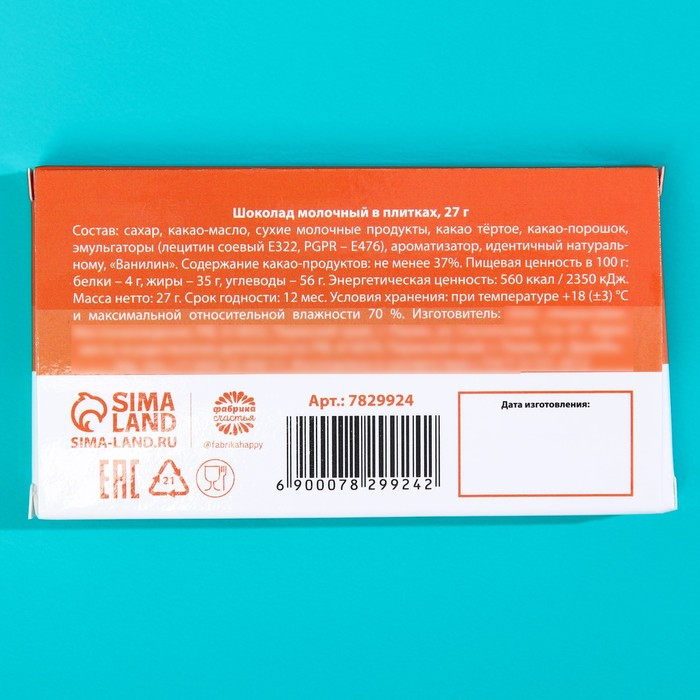 Шоколад молочный в плитках, 27 г
Состав: сахар, какао-масло, сухие молочные продукты, какао тёртое, какао-порошок,
эмульгаторы (лецитин соевый Е322, PGPR – Е476), ароматизатор, идентичный натураль-
ному, «Ванилин». Содержание какао-продуктов: не менее 37%. Пищевая ценность в 100 г:
белки – 4 г, жиры – 35 г, углеводы – 56 г. Энергетическая ценность: 560 ккал / 2350 кДж.
Масса нетто: 27 г. Срок годности: 12 мес. Условия хранения: при температуре +18 (±3) °С
и максимальной относительной влажности 70 %. Изготовитель:
SIMA
LAND
SIMA-LAND.RU
фабрика
счастья
@fabrikahappy
Арт.: 7829924
Дата изготовления:
EAC
21
6 900078 299242